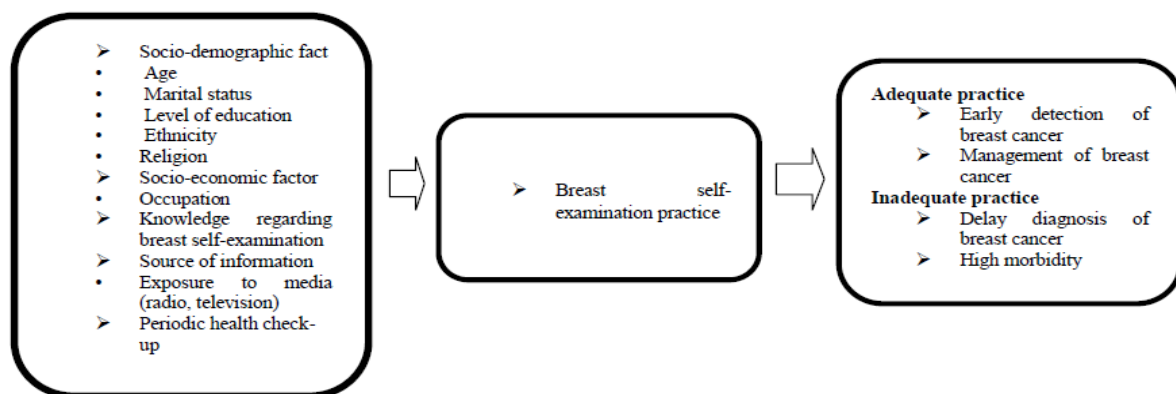 ➢ Socio-demographic fact
• Age
• Marital status
• Level of education
• Ethnicity
• Religion
➢ Socio-economic factor
• Occupation
➢ Knowledge regarding
breast self-examination
➢ Source of information
• Exposure to media
(radio, television)
➢ Periodic health check-
up
➢ Breast self-
examination practice
Adequate practice
➢ Early detection of
breast cancer
➢ Management of breast
cancer
Inadequate practice
➢ Delay diagnosis of
breast cancer
➢ High morbidity